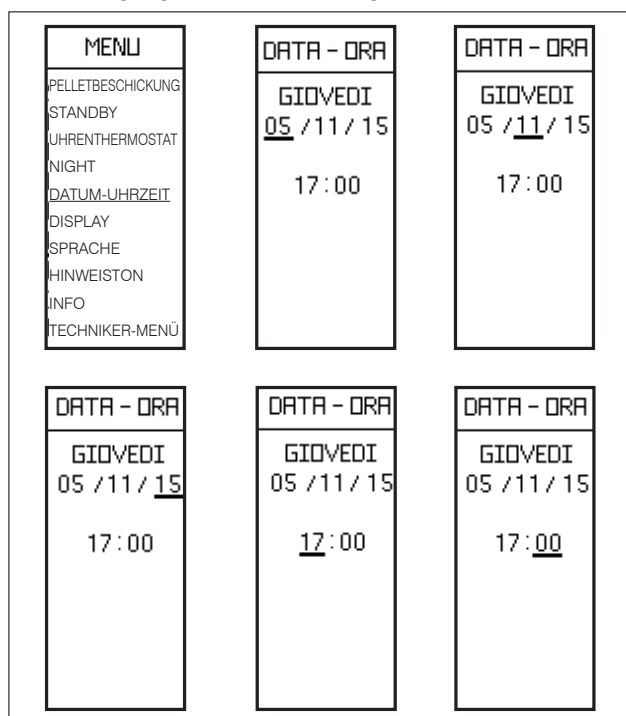 MENU
PELLETBESCHICKUNG
STANDBY
UHRENTHERMOSTAT
NIGHT
DATUM-UHRZEIT
DISPLAY
SPRACHE
HINWEISTON
INFO
TECHNIKER-MENÜ
DATA - ORA
GIOVEDI
05 /11/ 15
17:00
DATA - ORA
GIOVEDI
05 /11/ 15
17:00
DATA - ORA
GIOVEDI
05 /11/ 15
17:00
DATA - ORA
GIOVEDI
05 /11/ 15
17:00
DATA - ORA
GIOVEDI
05 /11/ 15
17:00